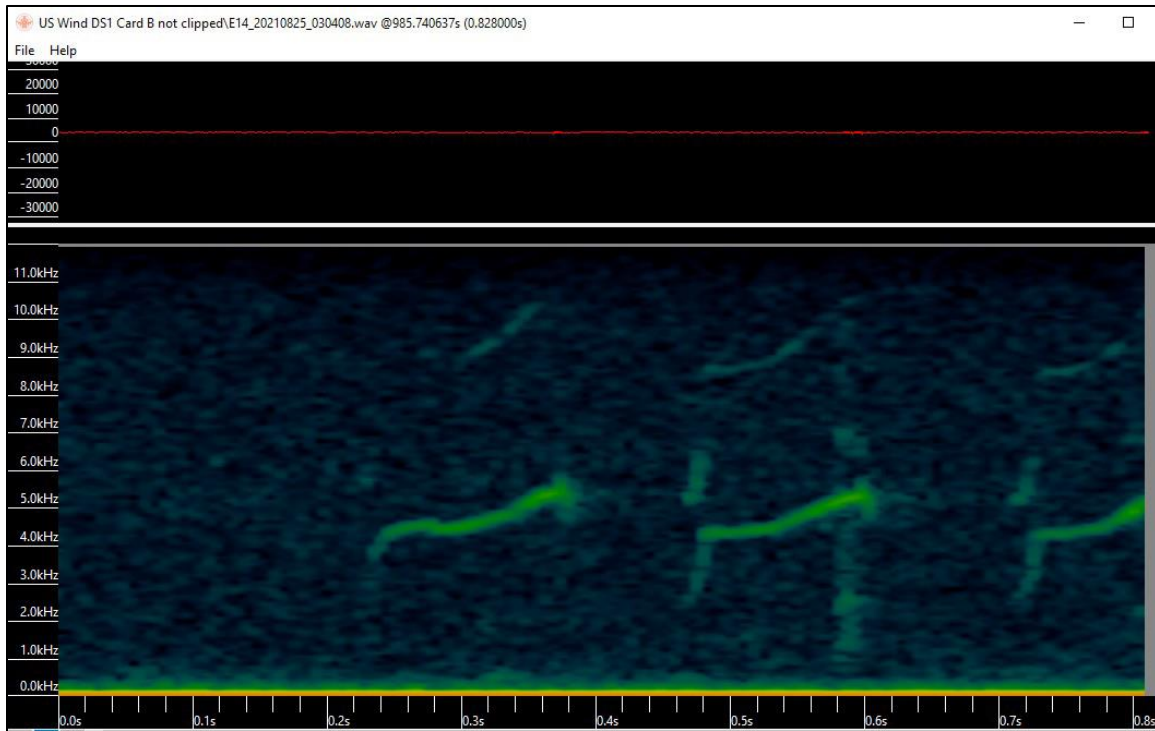 US Wind DS1 Card B not clipped\E14_20210825_030408.wav @985.740637s (0.828000s)
File Help
30000
20000
10000
0
-10000
-20000
-30000
11.0kHz
10.0kHz
9.0kHz
8.0kHz
7.0kHz
6.0kHz
5.0kHz
4.0kHz
3.0kHz
2.0kHz
1.0kHz
0.0kHz
0.0s 0.1s 0.2s 0.3s 0.4s 0.5s 0.6s 0.7s 0.8s